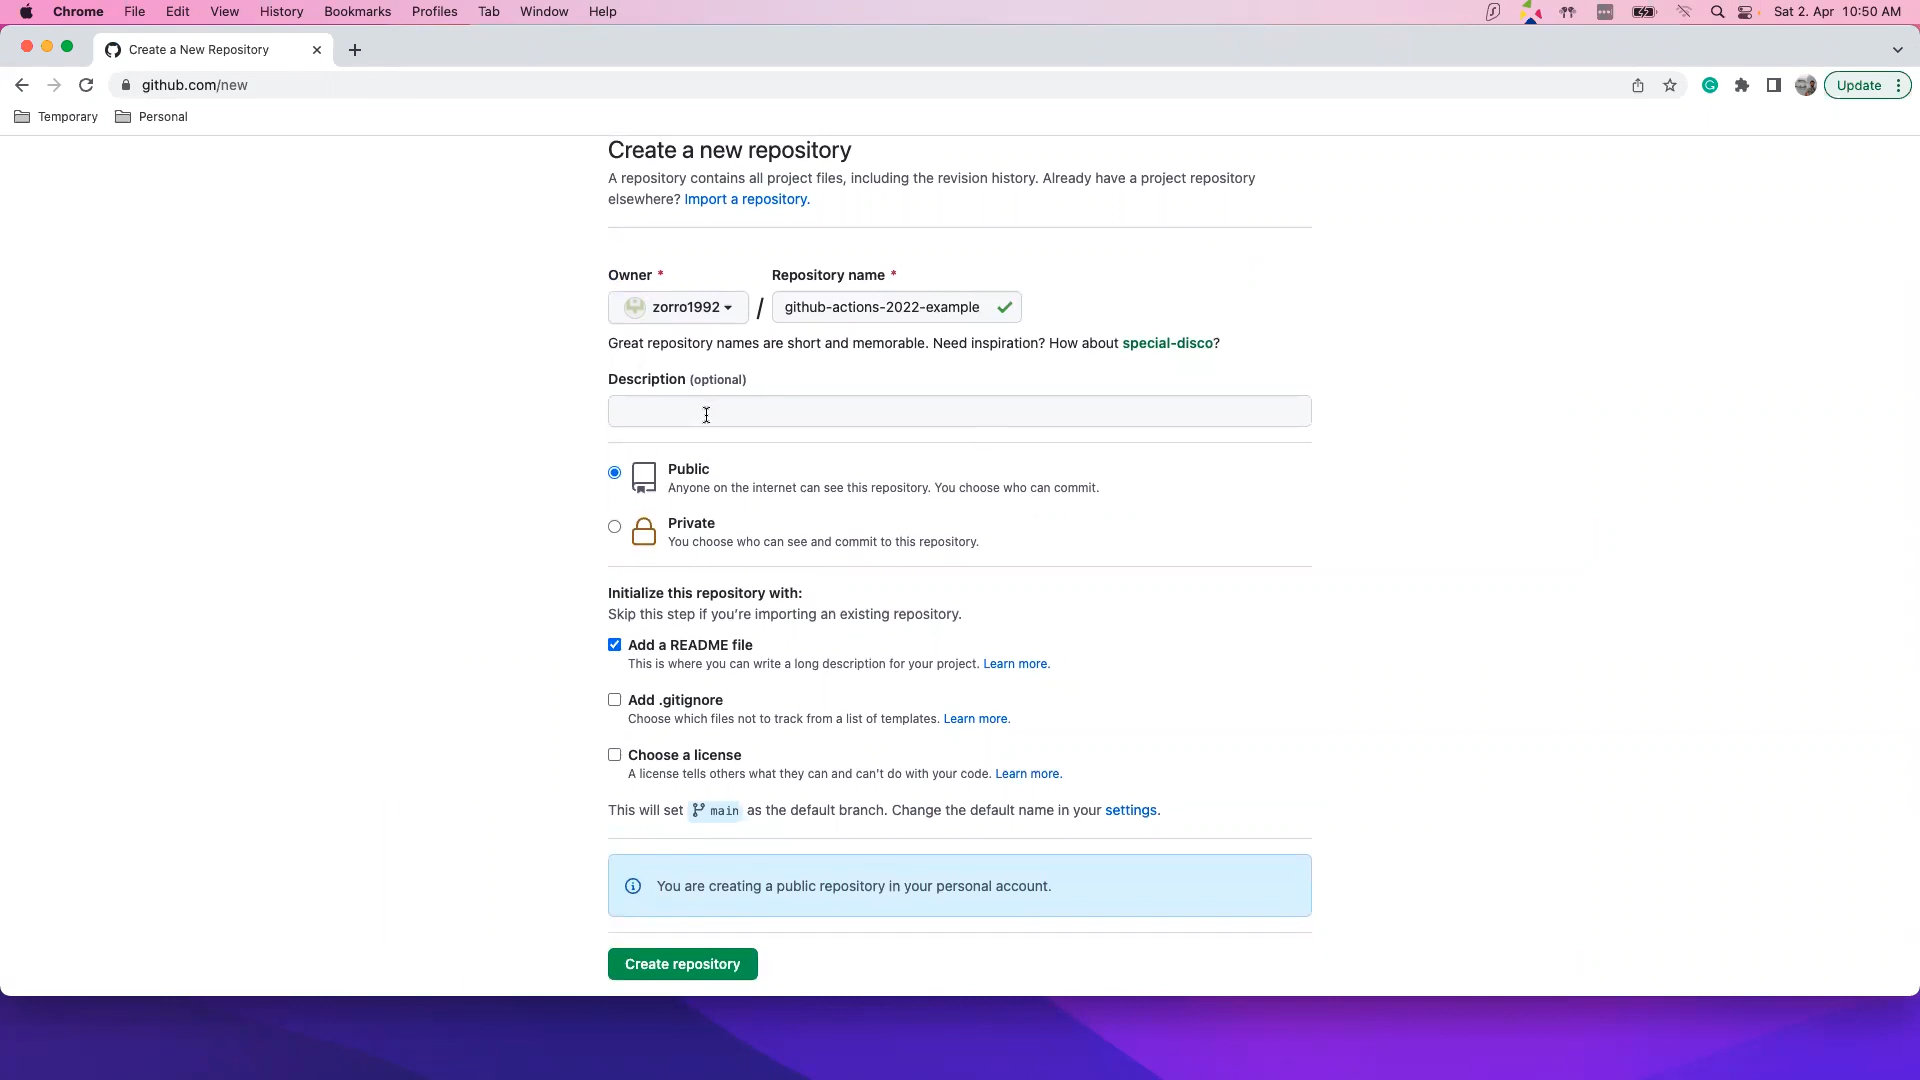 Chrome File Edit View History Bookmarks Profiles Tab Window Help Sat 2. Apr 10:50 AM
Create a New Repository
github.com/new Update
Temporary Personal
Create a new repository
A repository contains all project files, including the revision history. Already have a project repository
elsewhere? Import a repository.
Owner * Repository name *
zorro1992 / github-actions-2022-example
Great repository names are short and memorable. Need inspiration? How about special-disco?
Description (optional)
Public
Anyone on the internet can see this repository. You choose who can commit.
Private
You choose who can see and commit to this repository.
Initialize this repository with:
Skip this step if you're importing an existing repository.
Add a README file
This is where you can write a long description for your project. Learn more.
Add .gitignore
Choose which files not to track from a list of templates. Learn more.
Choose a license
A license tells others what they can and can't do with your code. Learn more.
This will set main as the default branch. Change the default name in your settings.
You are creating a public repository in your personal account.
Create repository